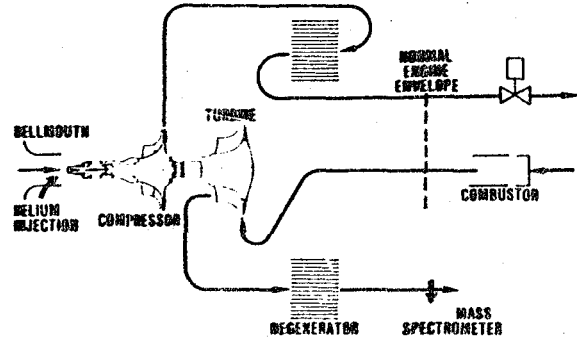 NORMAL
ENGINE
ENVELOPE
TURBINE
BELLMOUTH
HELIUM
INJECTION
COMPRESSOR
COMBUSTOR
REGENERATOR
MASS
SPECTROMETER